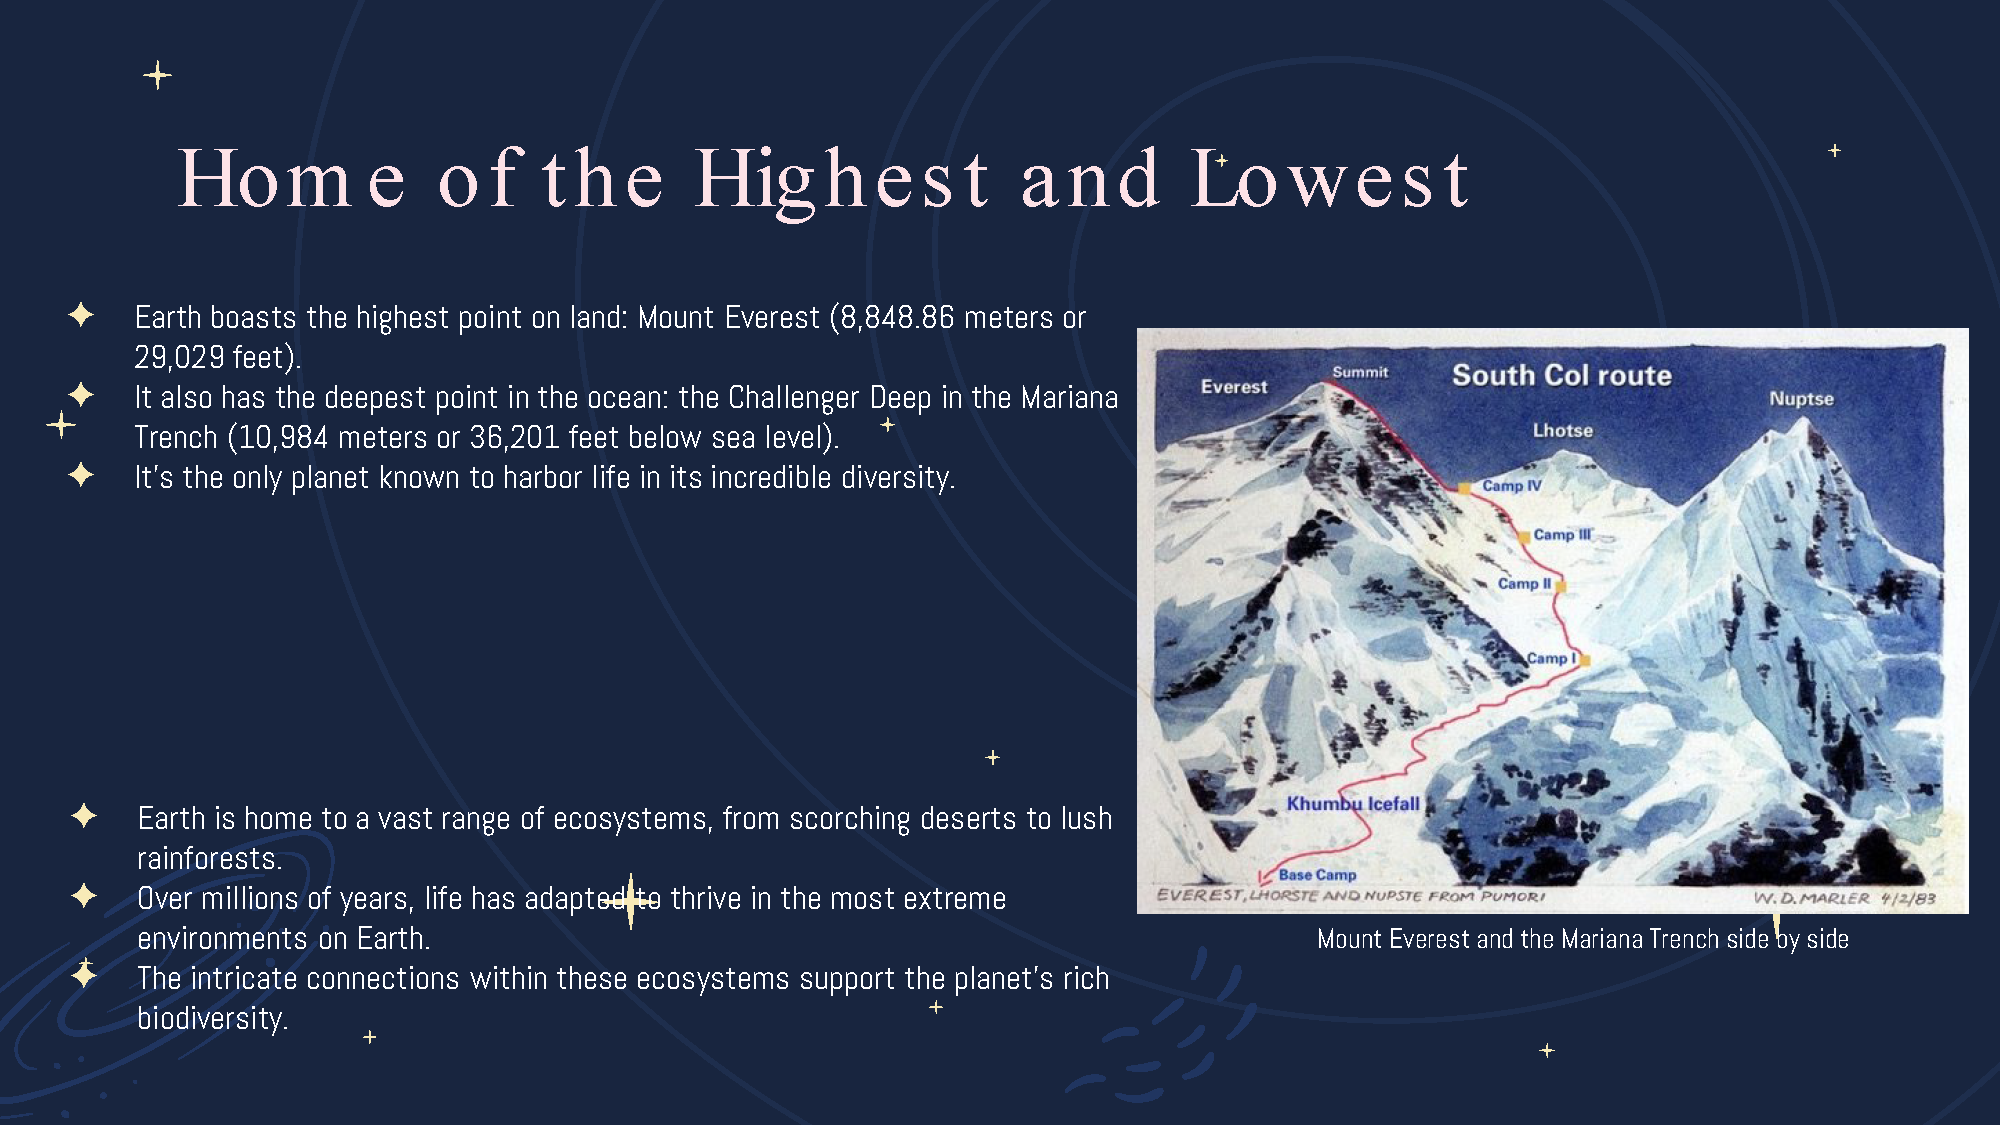 Home of the Highest and Lowest
Earth boasts the highest point on land: Mount Everest (8,848.86 meters or
29,029 feet).
It also has the deepest point in the ocean: the Challenger Deep in the Mariana
Trench (10,984 meters or 36,201 feet below sea level).
It's the only planet known to harbor life in its incredible diversity.
Earth is home to a vast range of ecosystems, from scorching deserts to lush
rainforests.
Over millions of years, life has adapted to thrive in the most extreme
environments on Earth.
The intricate connections within these ecosystems support the planet's rich
biodiversity.
South Col route
Summit
Everest
Nuptse
Lhotse
Camp IV
Camp III
Camp II
Camp I
Khumbu Icefall
Base Camp
EVEREST, LHORSTE AND NUPSTE FROM PUMORI
W.D. MARLER 4/2/83
Mount Everest and the Mariana Trench side by side